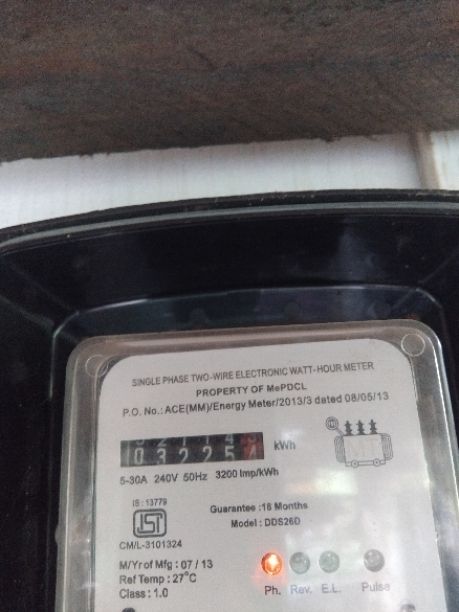 SINGLE PHASE TWO-WIRE ELECTRONIC WATT-HOUR METER
PROPERTY OF MePDCL
P.O. No.: ACE(MM)/Energy Meter/2013/3 dated 08/05/13
032254 kWh
5-30A 240V 50Hz 3200 Imp/kWh
IS : 13779
ISI
CM/L-3101324
Guarantee :18 Months
Model : DDS26D
M/Yr of Mfg : 07 / 13
Ref Temp : 27°C
Class : 1.0
Ph. Rev. E.L. Pulse